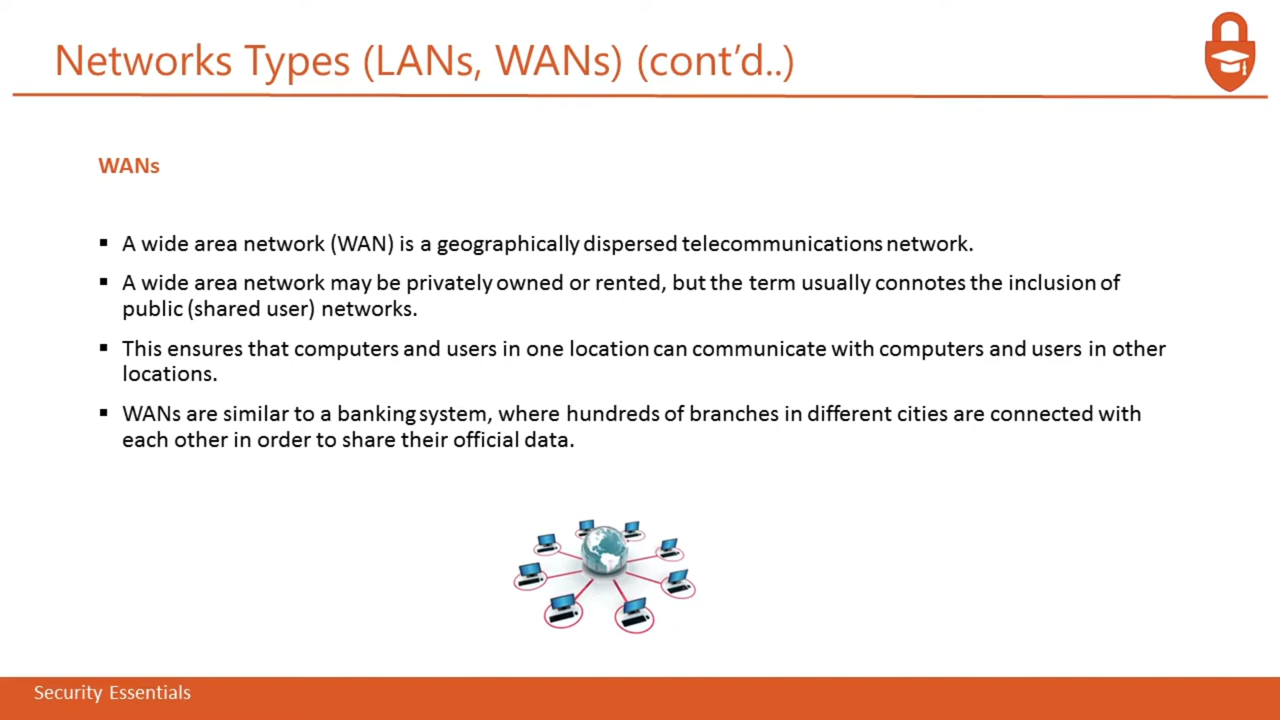 Networks Types (LANs, WANs) (cont'd..)
WANs
▪ A wide area network (WAN) is a geographically dispersed telecommunications network.
▪ A wide area network may be privately owned or rented, but the term usually connotes the inclusion of
public (shared user) networks.
▪ This ensures that computers and users in one location can communicate with computers and users in other
locations.
▪ WANs are similar to a banking system, where hundreds of branches in different cities are connected with
each other in order to share their official data.
Security Essentials